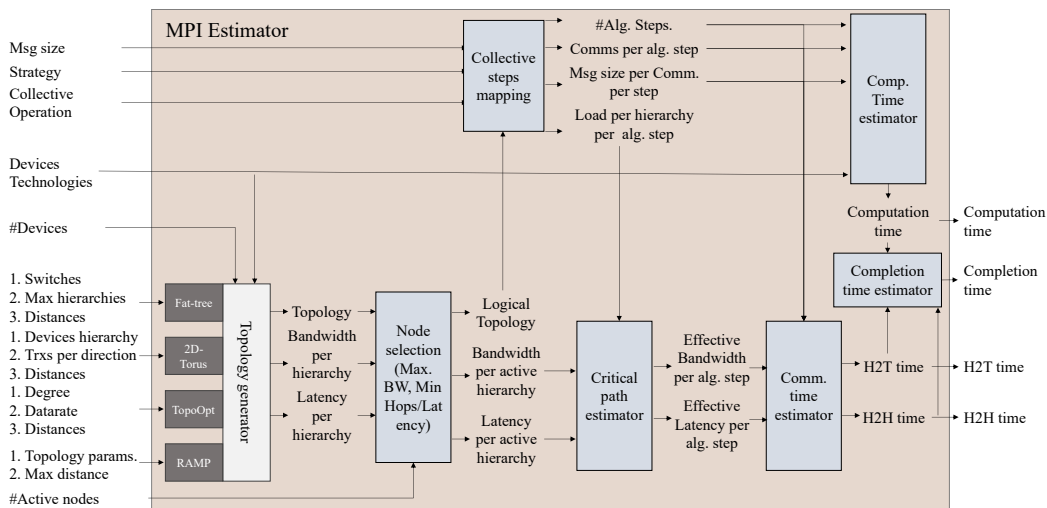 MPI Estimator
Msg size
Strategy
Collective
Operation
Devices
Technologies
#Devices
1. Switches
2. Max hierarchies
3. Distances
1. Devices hierarchy
2. Trxs per direction
3. Distances
1. Degree
2. Datarate
3. Distances
1. Topology params.
2. Max distance
#Active nodes
Fat-tree
2D-
Torus
TopoOpt
RAMP
Topology generator
Topology
Bandwidth
per
hierarchy
Latency
per
hierarchy
Node
selection
(Max.
BW, Min
Hops/Lat
ency)
Collective
steps
mapping
#Alg. Steps.
Comms per alg. step
Msg size per Comm.
per step
Load per hierarchy
per alg. step
Logical
Topology
Bandwidth
per active
hierarchy
Latency
per active
hierarchy
Critical
path
estimator
Effective
Bandwidth
per alg. step
Effective
Latency per
alg. step
Comm.
time
estimator
Comp.
Time
estimator
Computation
time
Completion
time estimator
H2T time
H2H time
Computation
time
Completion
time
H2T time
H2H time